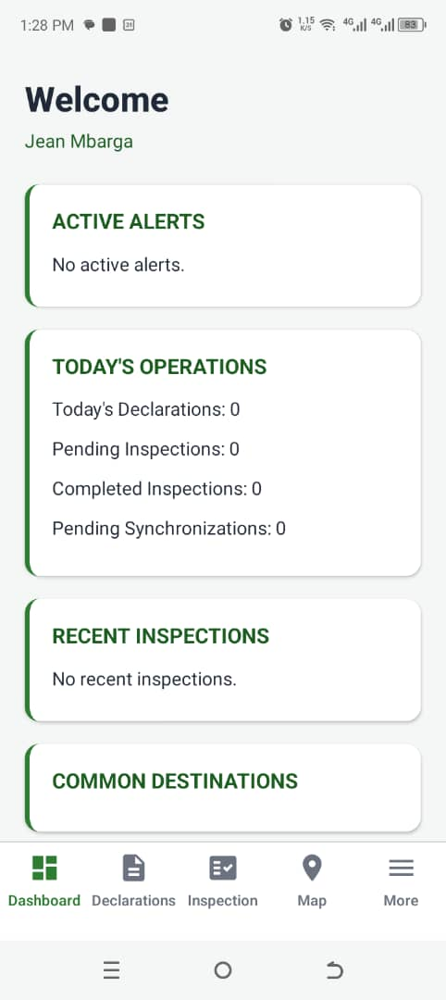 1:28 PM
31
1.15
K/S
4G
4G
83
Welcome
Jean Mbarga
ACTIVE ALERTS
No active alerts.
TODAY'S OPERATIONS
Today's Declarations: 0
Pending Inspections: 0
Completed Inspections: 0
Pending Synchronizations: 0
RECENT INSPECTIONS
No recent inspections.
COMMON DESTINATIONS
Dashboard Declarations Inspection Map More